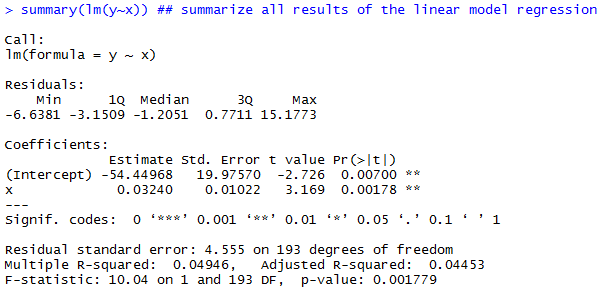 > summary(lm(y~x)) ## summarize all results of the linear model regression
Call:
lm(formula = y ~ x)
Residuals:
    Min      1Q  Median      3Q     Max
-6.6381 -3.1509 -1.2051  0.7711 15.1773
Coefficients:
             Estimate Std. Error t value Pr(>|t|)
(Intercept) -54.44968   19.97570  -2.726  0.00700 **
x             0.03240    0.01022   3.169  0.00178 **
---
Signif. codes:  0 ‘***’ 0.001 ‘**’ 0.01 ‘*’ 0.05 ‘.’ 0.1 ‘ ’ 1
Residual standard error: 4.555 on 193 degrees of freedom
Multiple R-squared:  0.04946,   Adjusted R-squared:  0.04453
F-statistic: 10.04 on 1 and 193 DF,  p-value: 0.001779